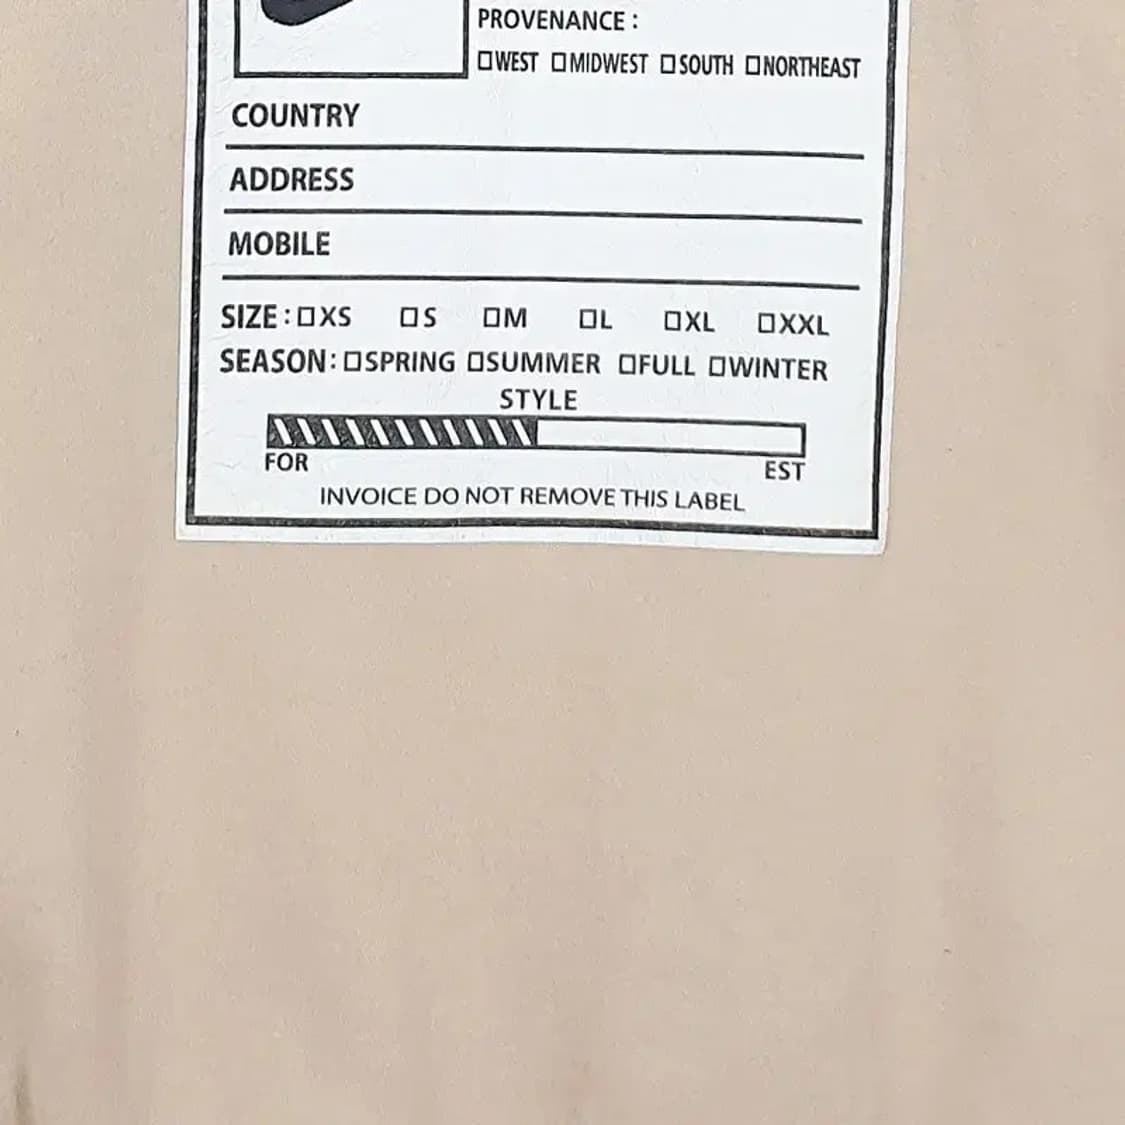 PROVENANCE :
☐WEST ☐MIDWEST ☐SOUTH ☐NORTHEAST
COUNTRY
ADDRESS
MOBILE
SIZE : ☐XS ☐S ☐M ☐L ☐XL ☐XXL
SEASON : ☐SPRING ☐SUMMER ☐FULL ☐WINTER
STYLE
FOR EST
INVOICE DO NOT REMOVE THIS LABEL